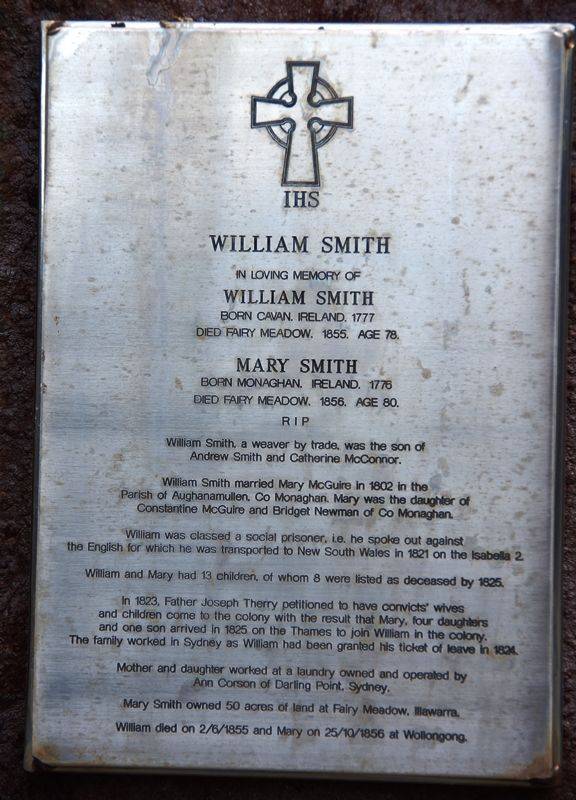 IHS
WILLIAM SMITH
IN LOVING MEMORY OF
WILLIAM SMITH
BORN CAVAN, IRELAND, 1777
DIED FAIRY MEADOW, 1855, AGE 78.
MARY SMITH
BORN MONAGHAN, IRELAND, 1776
DIED FAIRY MEADOW, 1856, AGE 80.
R I P
William Smith, a weaver by trade, was the son of
Andrew Smith and Catherine McConnor.
William Smith married Mary McGuire in 1802 in the
Parish of Aughanamullen, Co Monaghan. Mary was the daughter of
Constantine McGuire and Bridget Newman of Co Monaghan.
William was classed a social prisoner, i.e. he spoke out against
the English for which he was transported to New South Wales in 1821 on the Isabella 2.
William and Mary had 13 children, of whom 8 were listed as deceased by 1825.
In 1823, Father Joseph Therry petitioned to have convicts' wives
and children come to the colony with the result that Mary, four daughters
and one son arrived in 1825 on the Thames to join William in the colony.
The family worked in Sydney as William had been granted his ticket of leave in 1824.
Mother and daughter worked at a laundry owned and operated by
Ann Corson of Darling Point, Sydney.
Mary Smith owned 50 acres of land at Fairy Meadow, Illawarra.
William died on 2/6/1855 and Mary on 25/10/1856 at Wollongong.